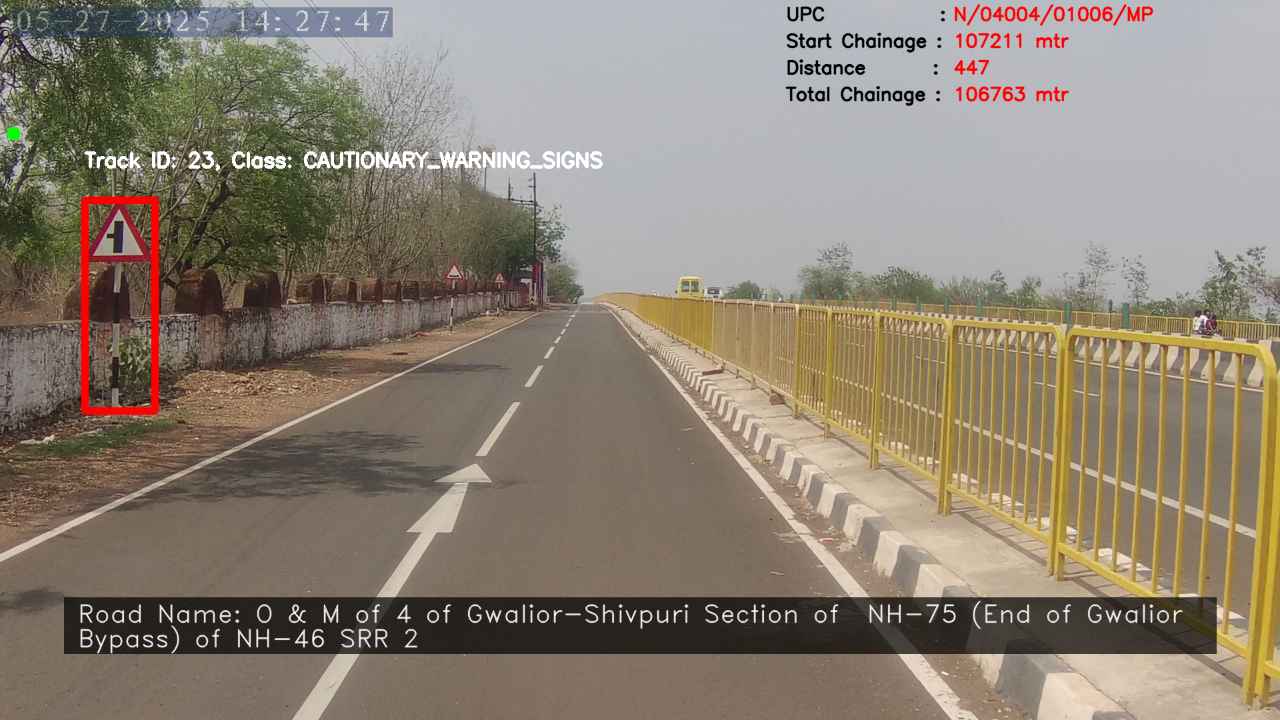 05-27-2025 14:27:47
UPC : N/04004/01006/MP
Start Chainage : 107211 mtr
Distance : 447
Total Chainage : 106763 mtr
Track ID: 23, Class: CAUTIONARY_WARNING_SIGNS
Road Name: O & M of 4 of Gwalior-Shivpuri Section of NH-75 (End of Gwalior
Bypass) of NH-46 SRR 2